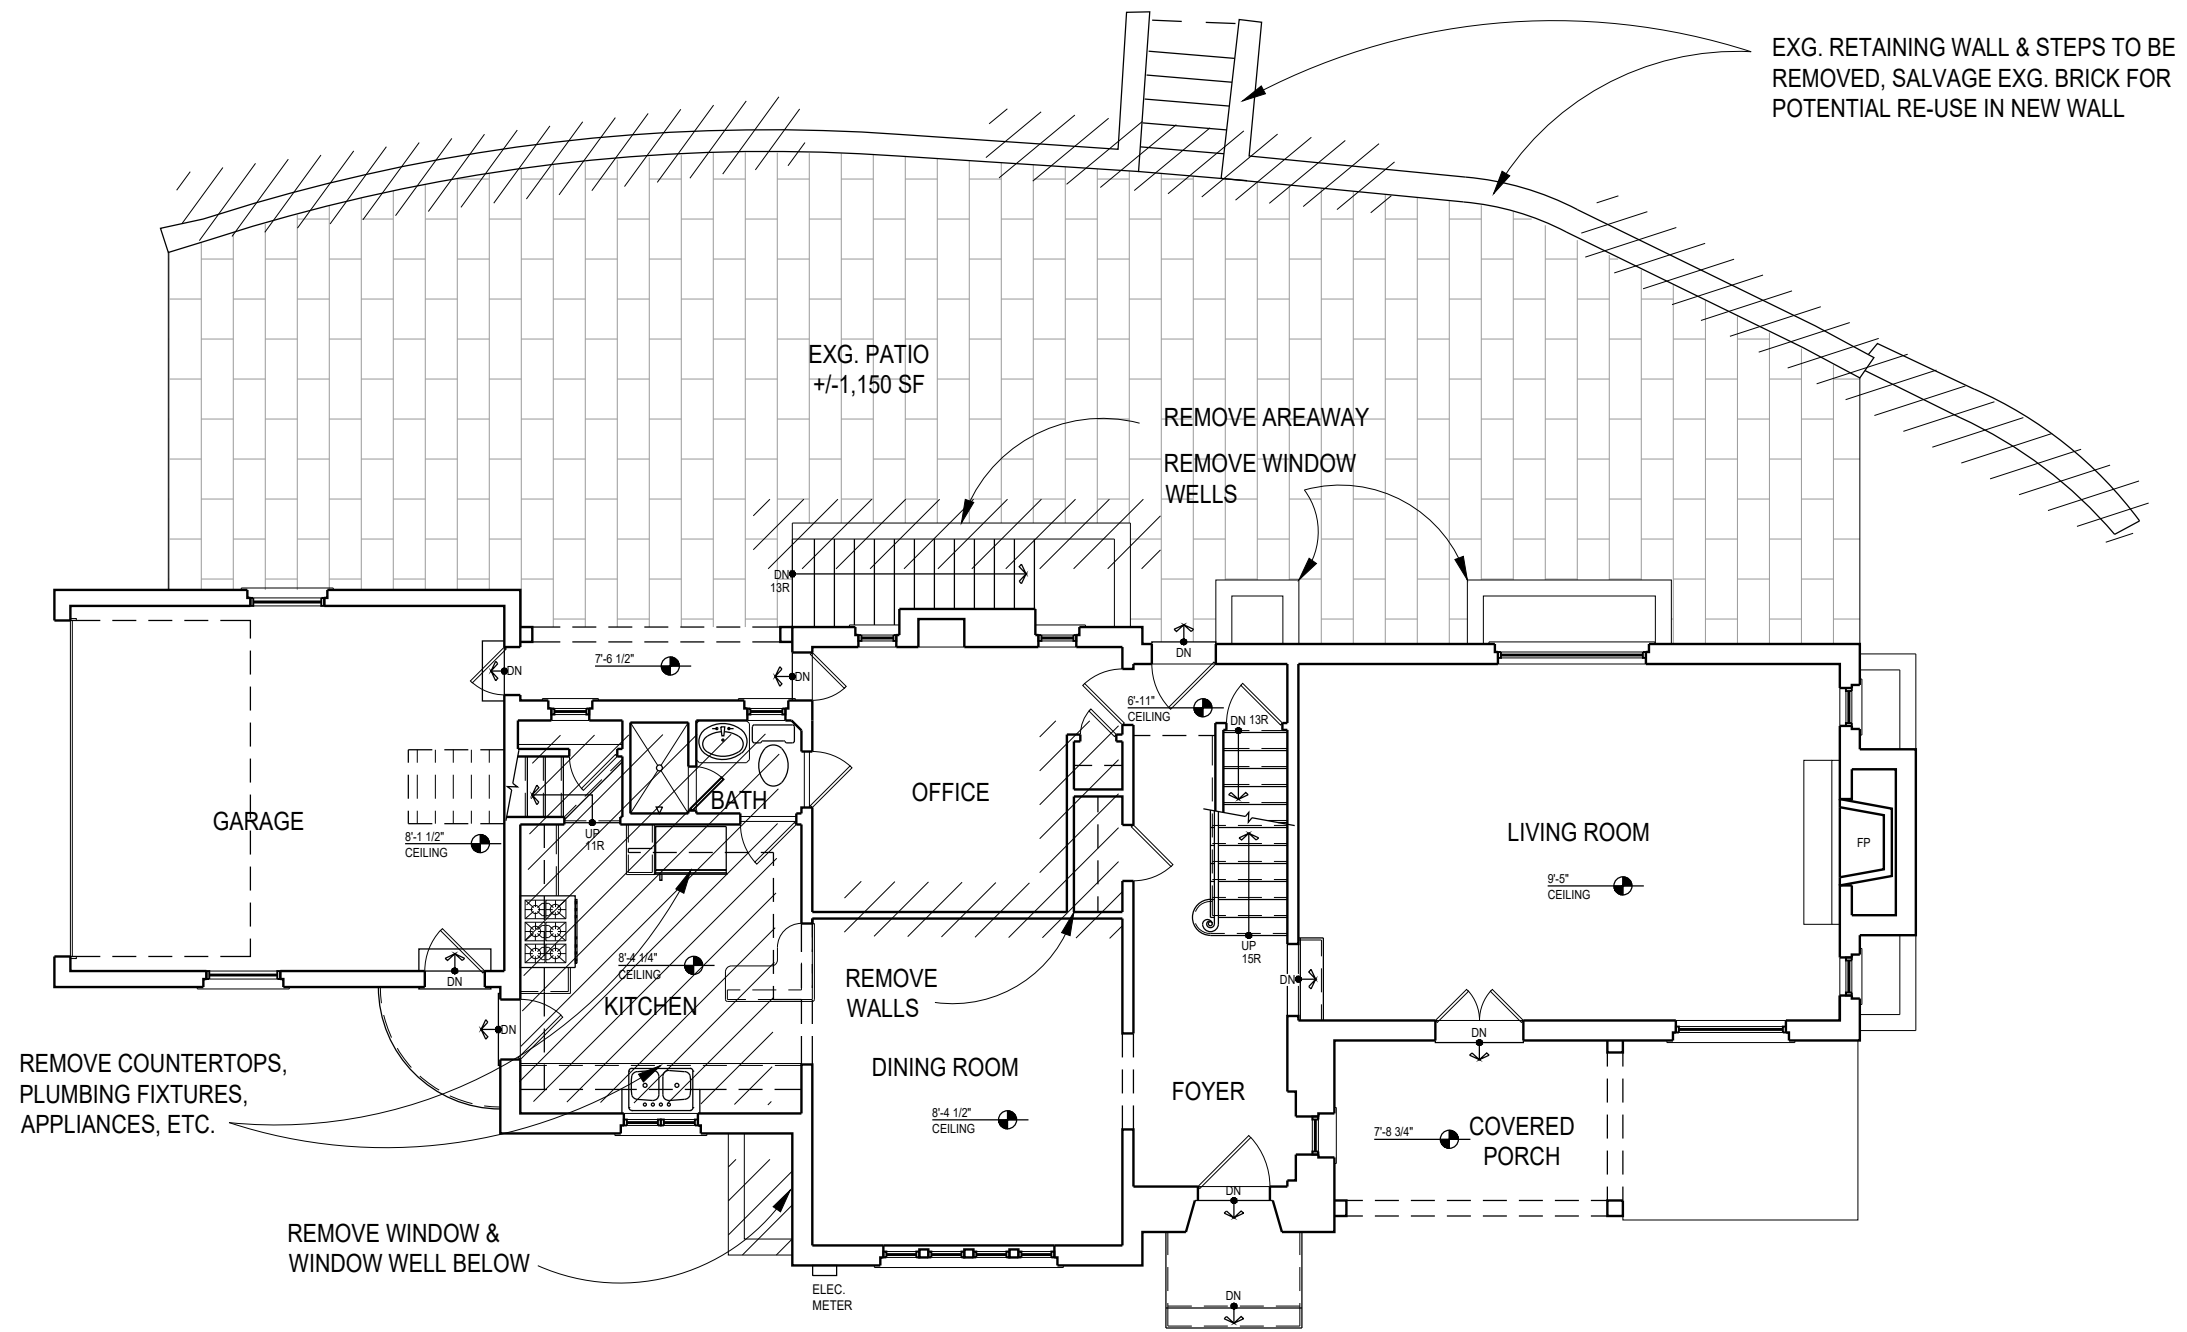 EXG. RETAINING WALL & STEPS TO BE
REMOVED, SALVAGE EXG. BRICK FOR
POTENTIAL RE-USE IN NEW WALL
EXG. PATIO
+/-1,150 SF
REMOVE AREAWAY
REMOVE WINDOW
WELLS
DN
13R
7'-6 1/2"
DN
DN
DN
6'-11"
CEILING
DN 13R
GARAGE
8'-1 1/2"
CEILING
UP
11R
BATH
OFFICE
LIVING ROOM
9'-5"
CEILING
FP
UP
15R
DN
8'-4 1/4"
CEILING
KITCHEN
DN
DN
REMOVE
WALLS
DN
REMOVE COUNTERTOPS,
PLUMBING FIXTURES,
APPLIANCES, ETC.
DINING ROOM
8'-4 1/2"
CEILING
FOYER
7'-8 3/4"
COVERED
PORCH
DN
REMOVE WINDOW &
WINDOW WELL BELOW
ELEC.
METER
DN